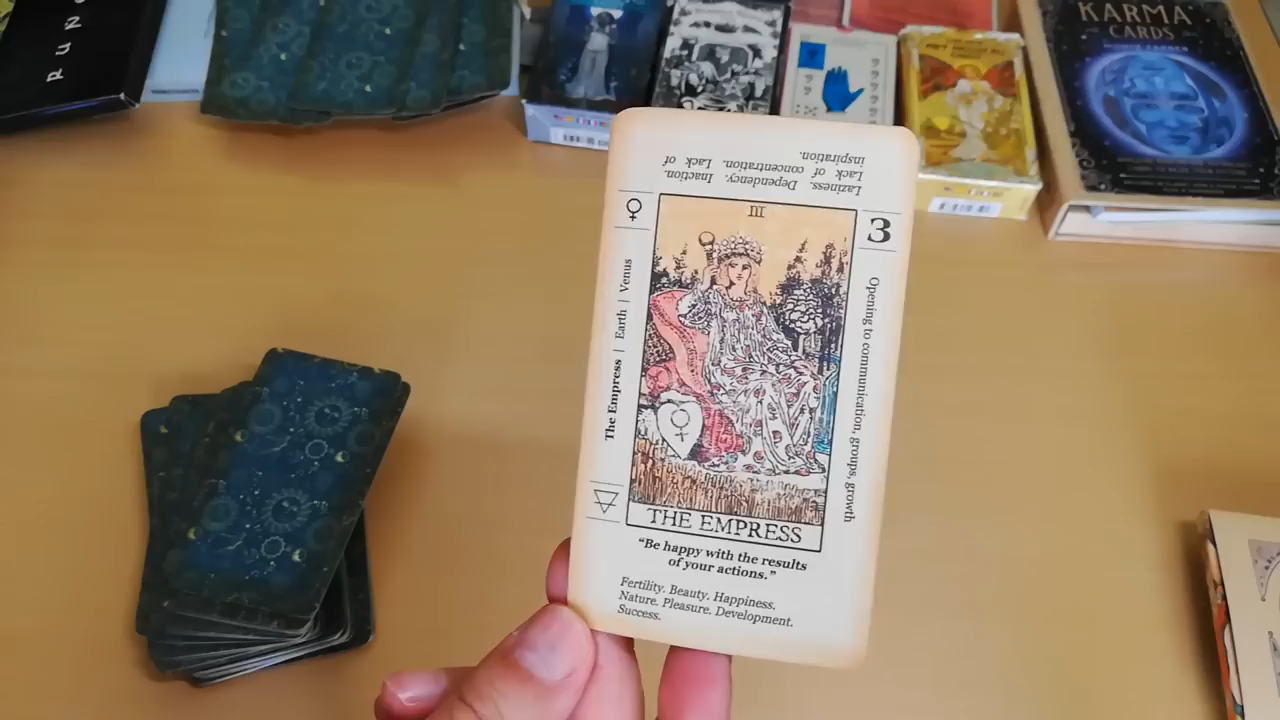 RUNE
KARMA
CARDS
Laziness. Dependency. Inaction.
Lack of concentration. Lack of
inspiration.
III
3
The Empress | Earth | Venus
Opening to communication, groups, growth
THE EMPRESS
“Be happy with the results
of your actions.”
Fertility. Beauty. Happiness.
Nature. Pleasure. Development.
Success.